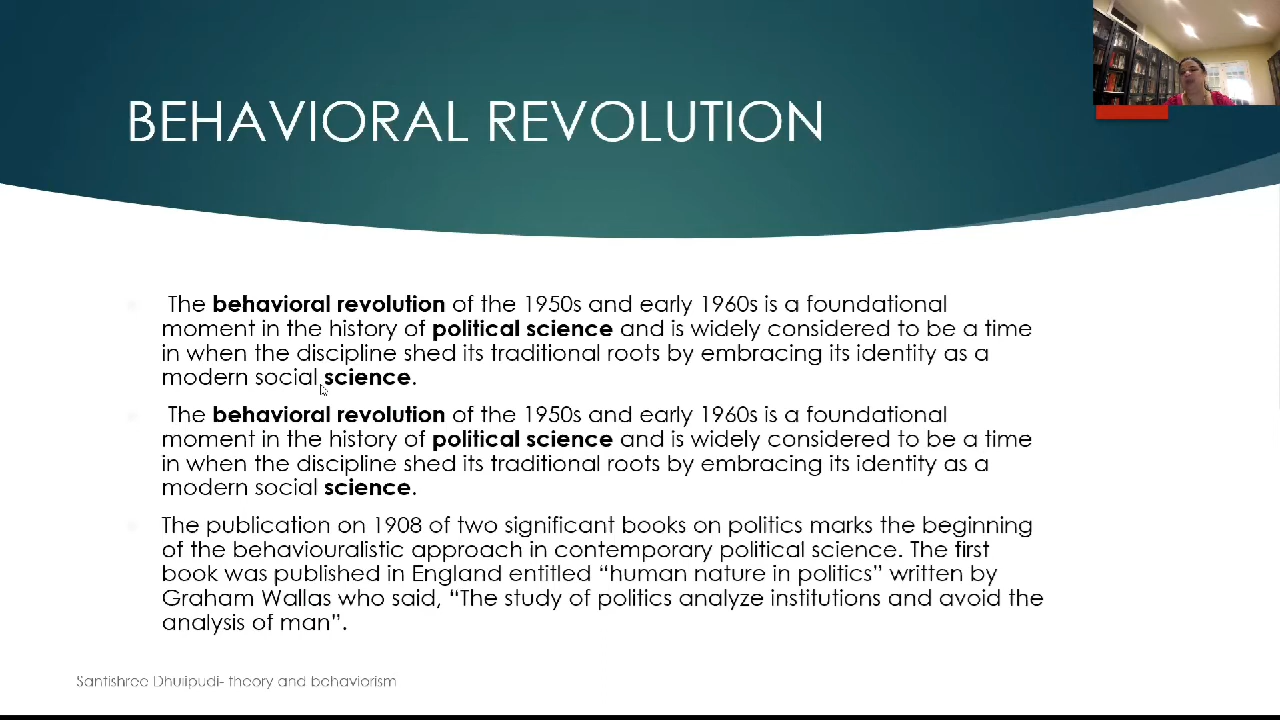 BEHAVIORAL REVOLUTION
The behavioral revolution of the 1950s and early 1960s is a foundational
moment in the history of political science and is widely considered to be a time
in when the discipline shed its traditional roots by embracing its identity as a
modern social science.
The behavioral revolution of the 1950s and early 1960s is a foundational
moment in the history of political science and is widely considered to be a time
in when the discipline shed its traditional roots by embracing its identity as a
modern social science.
The publication on 1908 of two significant books on politics marks the beginning
of the behaviouralistic approach in contemporary political science. The first
book was published in England entitled “human nature in politics” written by
Graham Wallas who said, “The study of politics analyze institutions and avoid the
analysis of man”.
Santishree Dhulipudi- theory and behaviorism